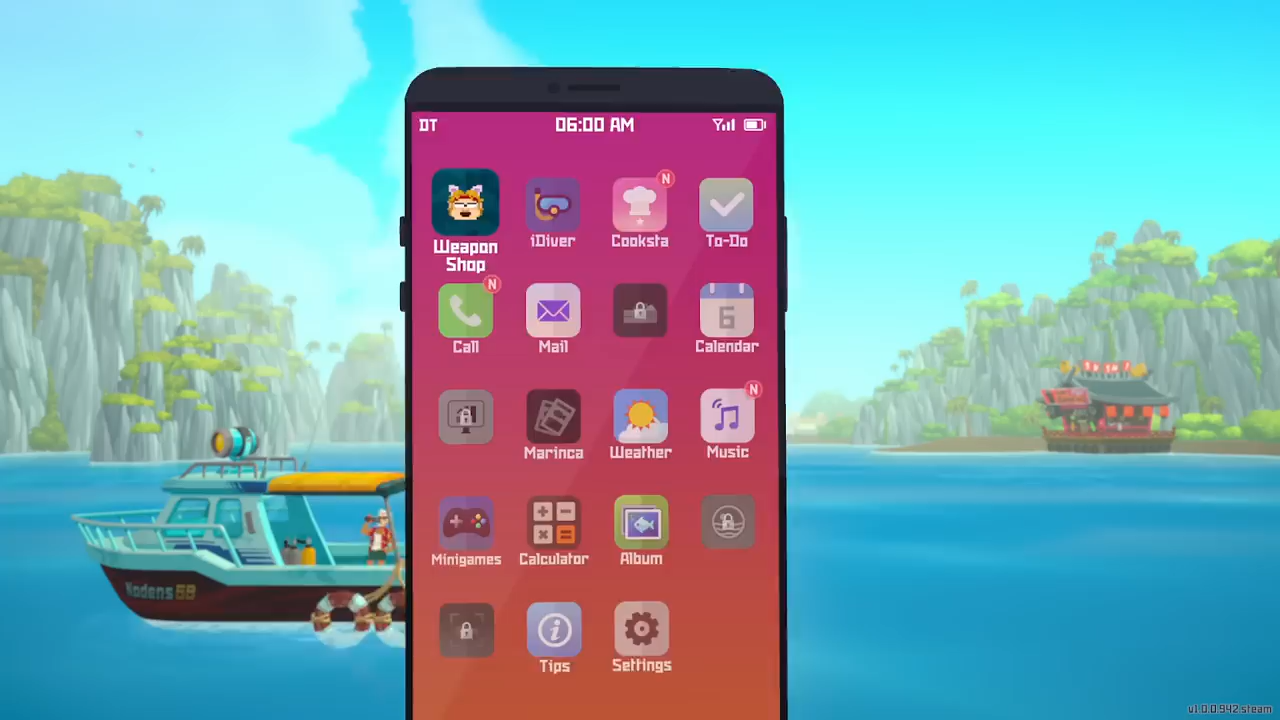 DT
06:00 AM
Weapon
Shop
iDiver
N
Cooksta
To-Do
N
Call
Mail
6
Calendar
Marinca
Weather
N
Music
Minigames
Calculator
Album
Tips
Settings
Nodens 68
v1.0.0.942 steam